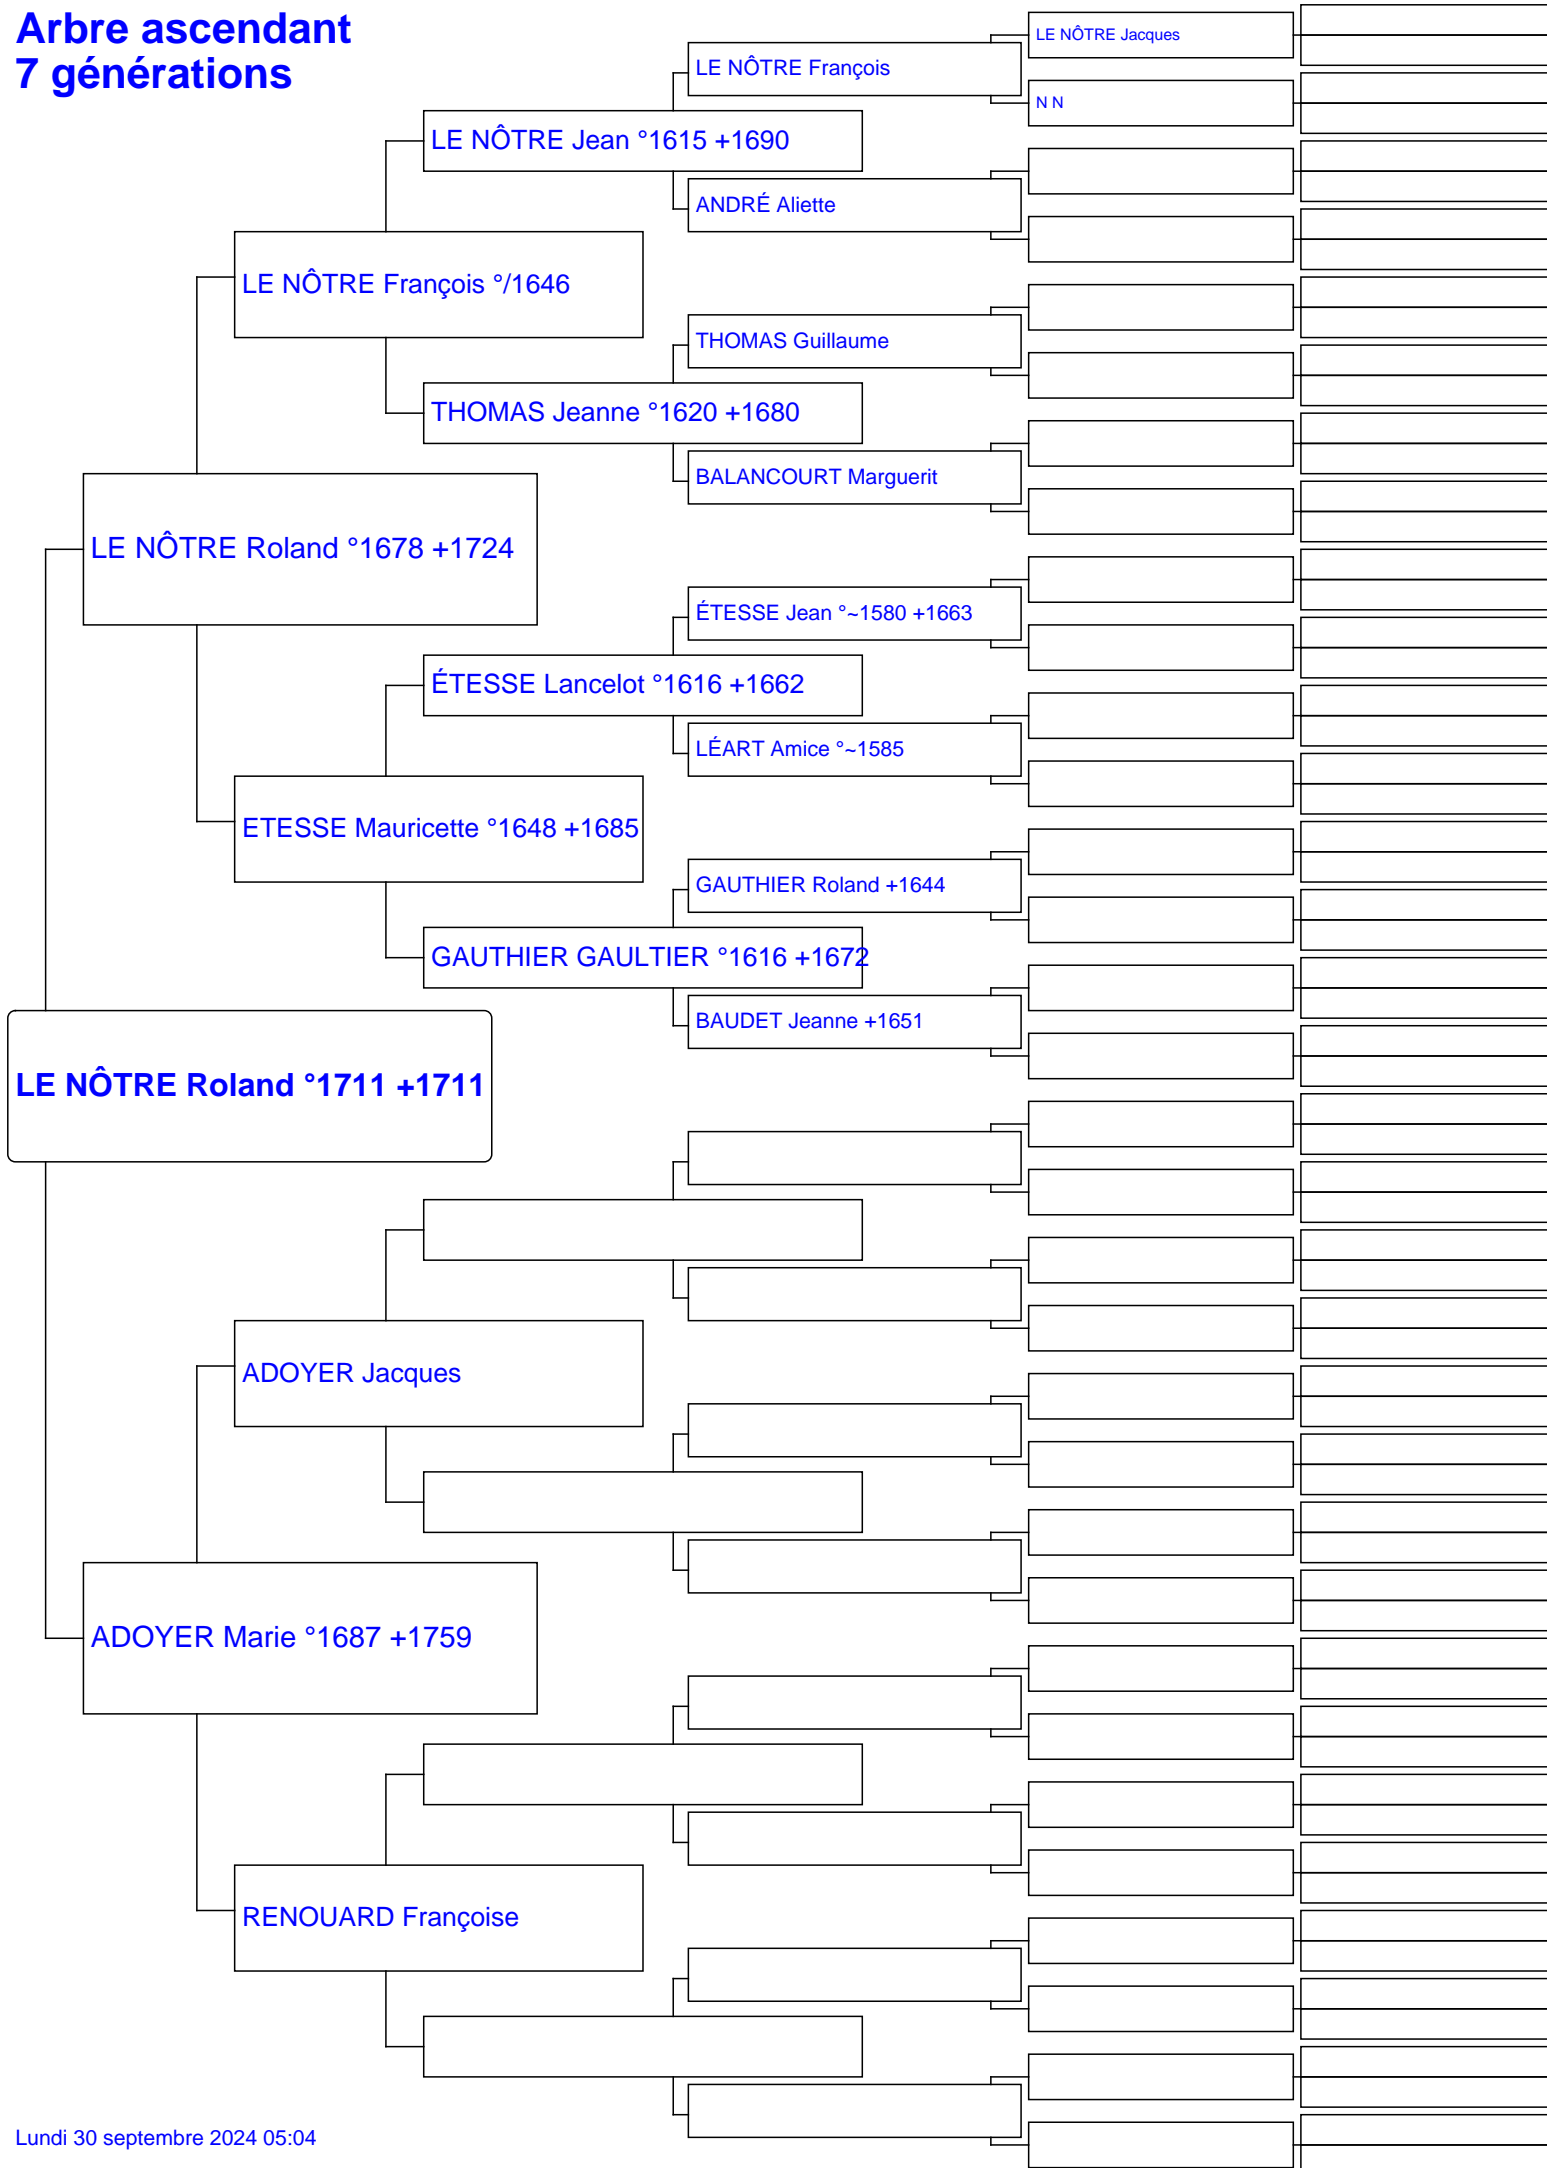 Arbre ascendant
7 générations
LE NÔTRE Jacques
LE NÔTRE François
N N
LE NÔTRE Jean °1615 +1690
ANDRÉ Aliette
LE NÔTRE François °/1646
THOMAS Guillaume
THOMAS Jeanne °1620 +1680
BALANCOURT Marguerit
LE NÔTRE Roland °1678 +1724
ÉTESSE Jean °~1580 +1663
ÉTESSE Lancelot °1616 +1662
LÉART Amice °~1585
ETESSE Mauricette °1648 +1685
GAUTHIER Roland +1644
GAUTHIER GAULTIER °1616 +1672
BAUDET Jeanne +1651
LE NÔTRE Roland °1711 +1711
ADOYER Jacques
ADOYER Marie °1687 +1759
RENOUARD Françoise
Lundi 30 septembre 2024 05:04